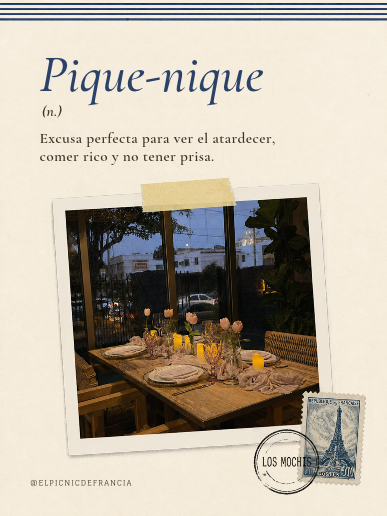 Pique-nique
(n.)
Excusa perfecta para ver el atardecer,
comer rico y no tener prisa.
LOS MOCHIS
@ELPICNICDEFRANCIA